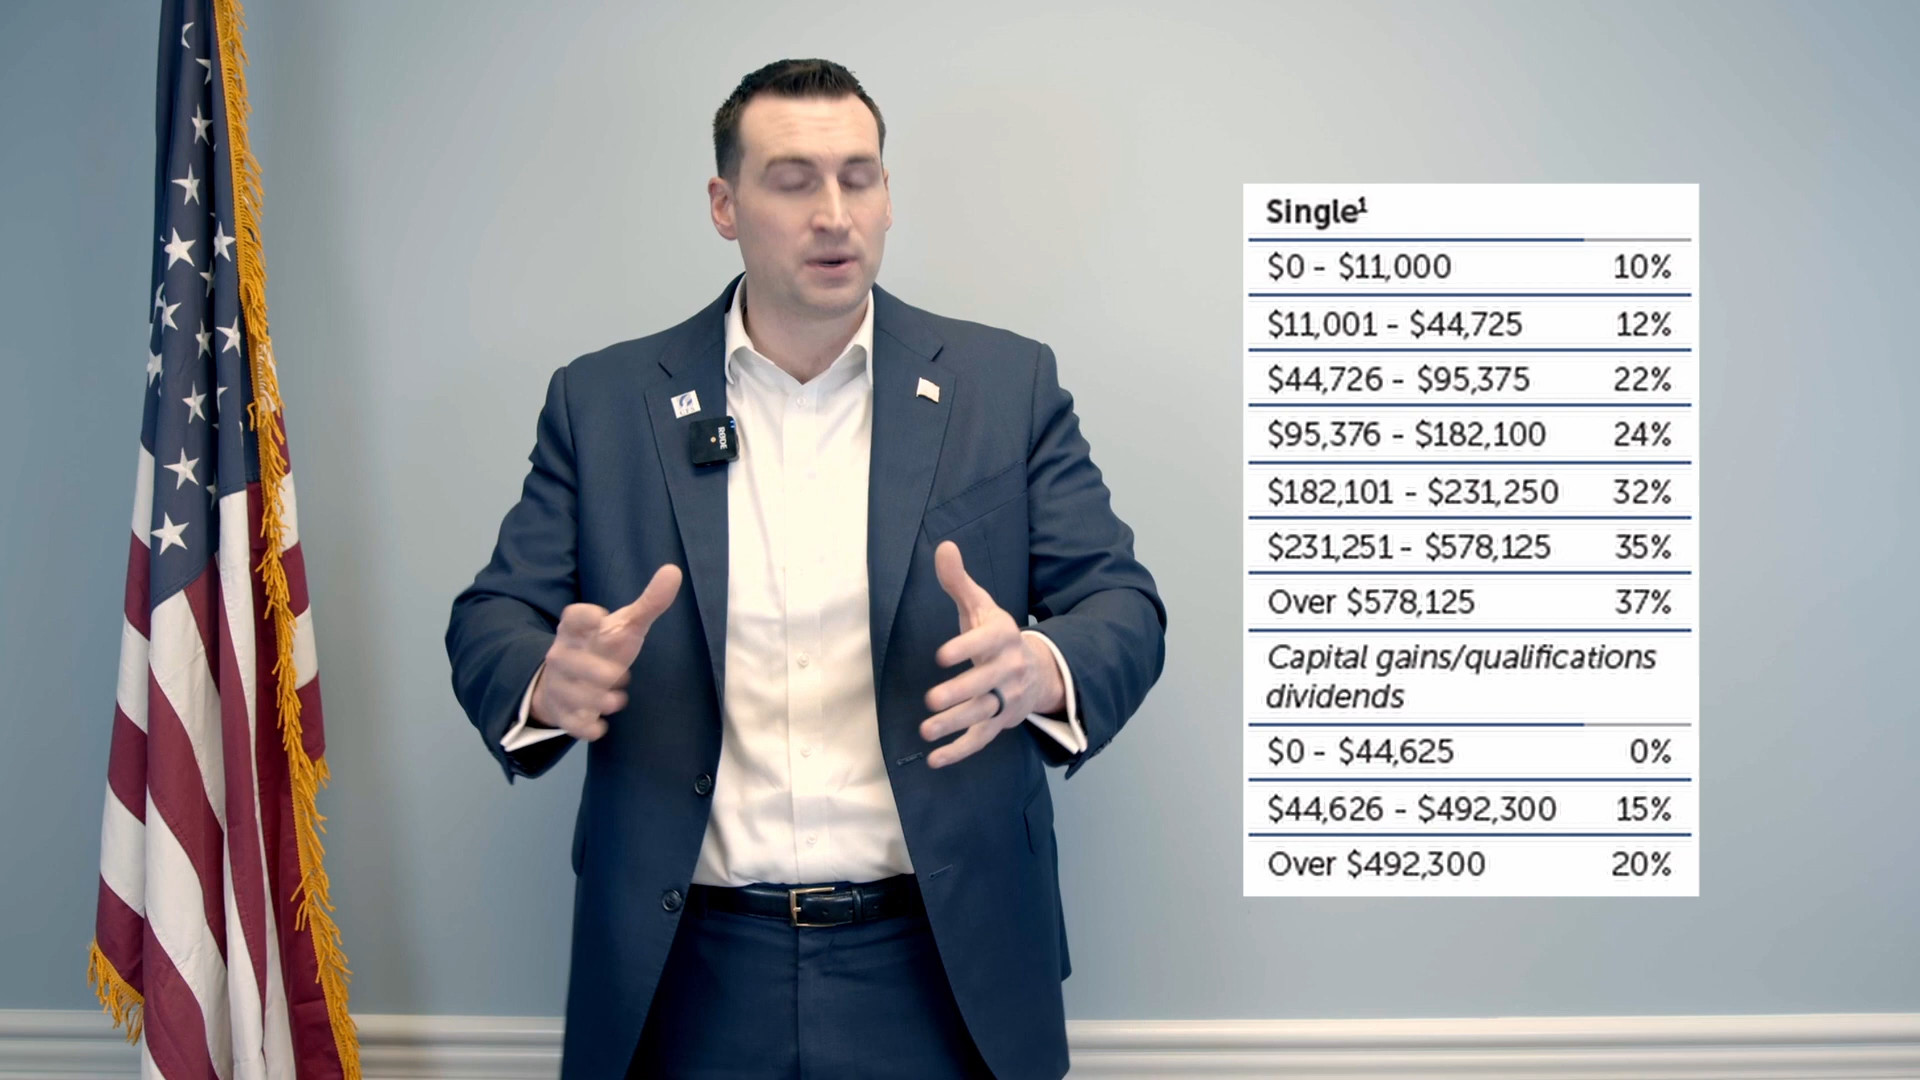 Single¹
$0 - $11,000 10%
$11,001 - $44,725 12%
$44,726 - $95,375 22%
$95,376 - $182,100 24%
$182,101 - $231,250 32%
$231,251 - $578,125 35%
Over $578,125 37%
Capital gains/qualifications
dividends
$0 - $44,625 0%
$44,626 - $492,300 15%
Over $492,300 20%
RØDE